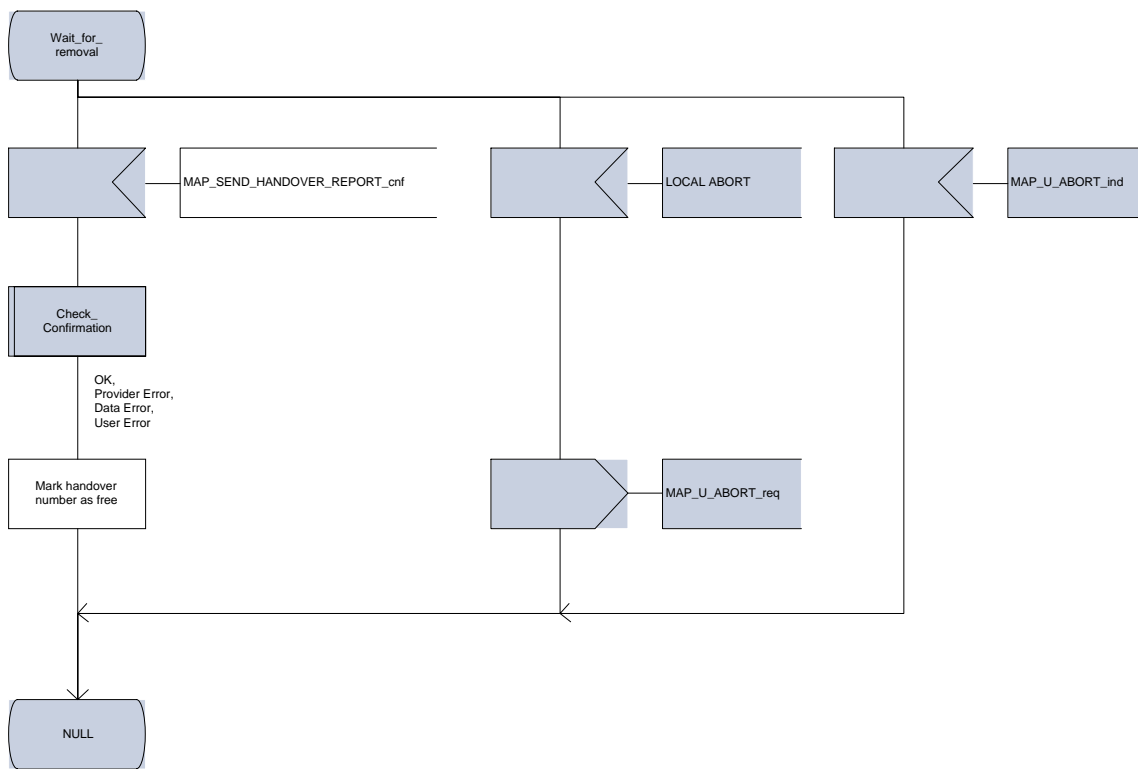 Wait_for_
removal
MAP_SEND_HANDOVER_REPORT_cnf
LOCAL ABORT
MAP_U_ABORT_ind
Check_
Confirmation
OK,
Provider Error,
Data Error,
User Error
Mark handover
number as free
MAP_U_ABORT_req
NULL